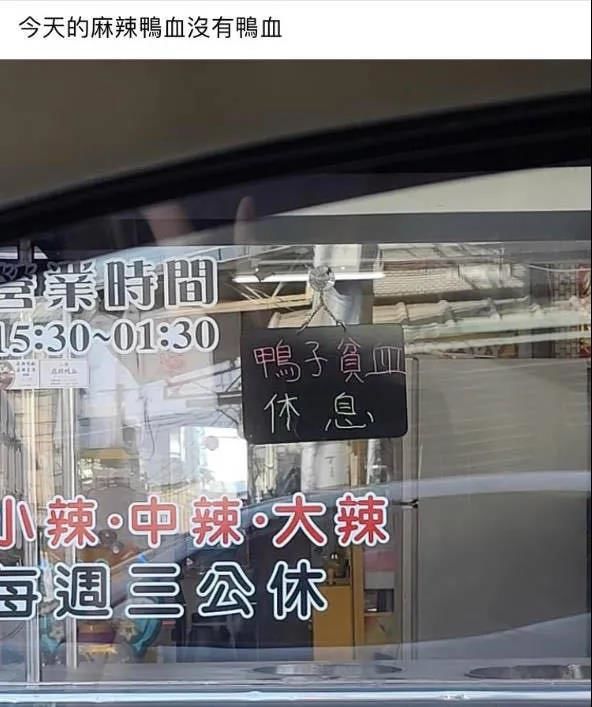 今天的麻辣鴨血沒有鴨血
營業時間
15:30~01:30
鴨子貧血
休息
小辣·中辣·大辣
每週三公休